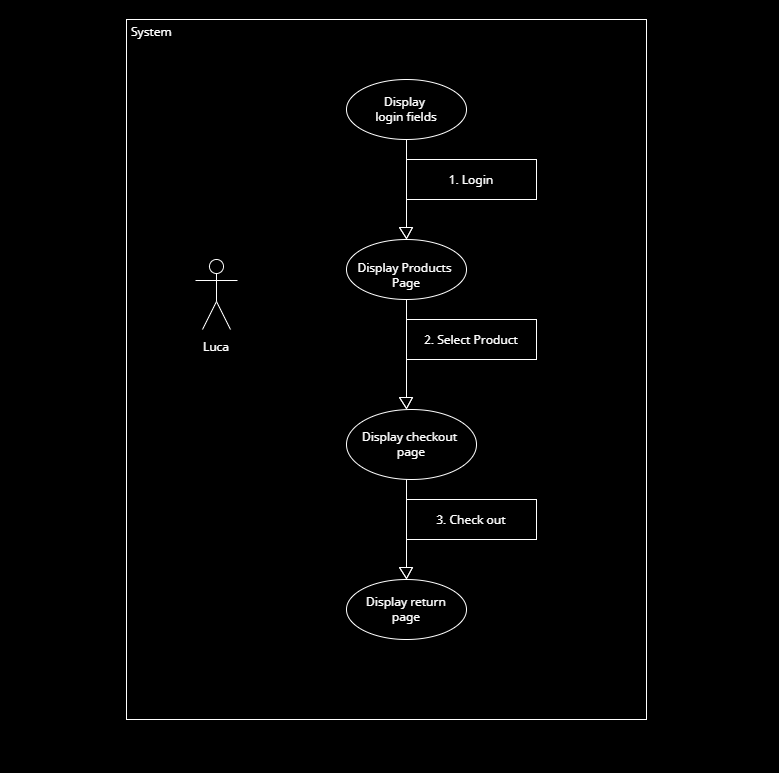 System
Display
login fields
1. Login
Display Products
Page
Luca
2. Select Product
Display checkout
page
3. Check out
Display return
page